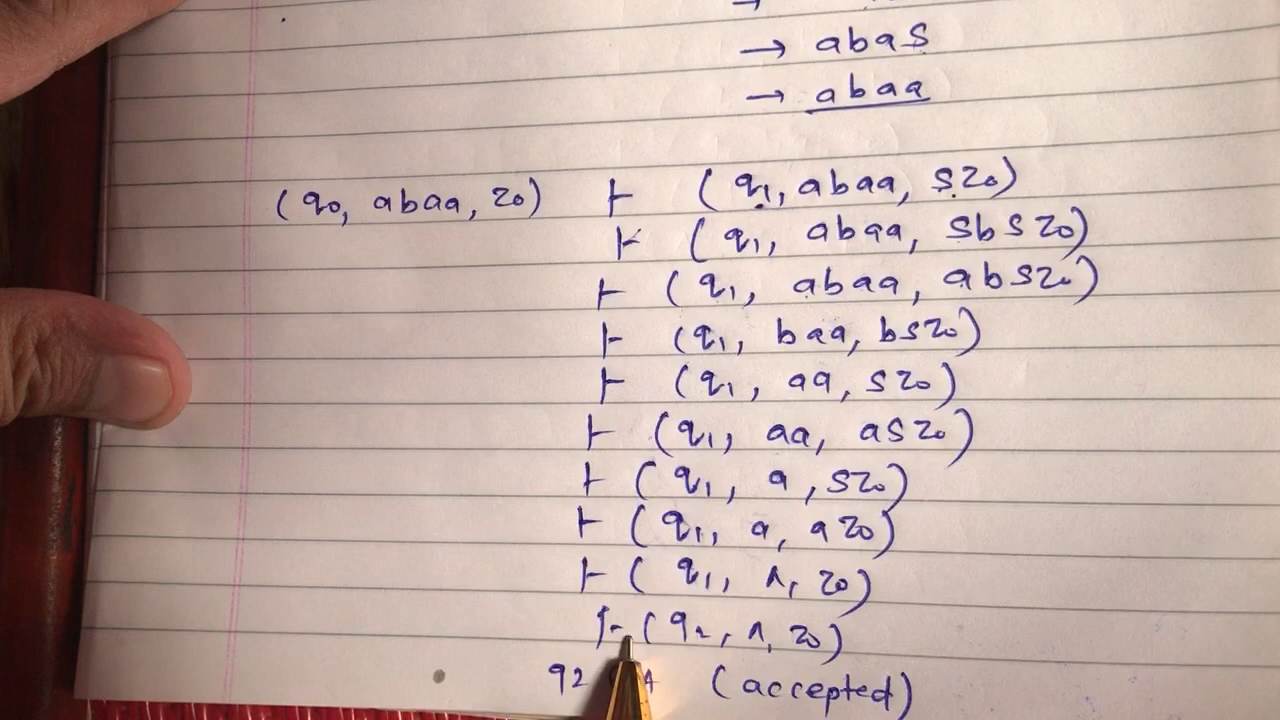 → abaS
→ abaa
(q0, abaa, z0) ⊢ (q1, abaa, Sz0)
⊢ (q1, abaa, SbSz0)
⊢ (q1, abaa, abSz0)
⊢ (q1, baa, bSz0)
⊢ (q1, aa, Sz0)
⊢ (q1, aa, aSz0)
⊢ (q1, a, Sz0)
⊢ (q1, a, az0)
⊢ (q1, ∧, z0)
⊢ (q2, ∧, z0)
q2 (accepted)